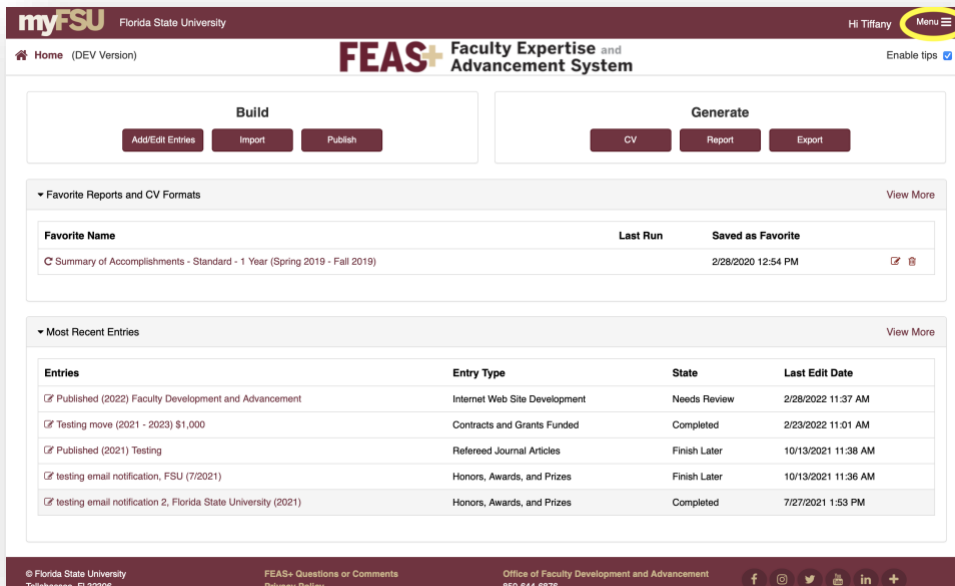 myFSU Florida State University Hi Tiffany Menu
Home (DEV Version) FEAS+ Faculty Expertise and Advancement System Enable tips
Build
Add/Edit Entries Import Publish
Generate
CV Report Export
Favorite Reports and CV Formats View More
Favorite Name Last Run Saved as Favorite
Summary of Accomplishments - Standard - 1 Year (Spring 2019 - Fall 2019) 2/28/2020 12:54 PM
Most Recent Entries View More
Entries Entry Type State Last Edit Date
Published (2022) Faculty Development and Advancement Internet Web Site Development Needs Review 2/28/2022 11:37 AM
Testing move (2021 - 2023) $1,000 Contracts and Grants Funded Completed 2/23/2022 11:01 AM
Published (2021) Testing Refereed Journal Articles Finish Later 10/13/2021 11:38 AM
testing email notification, FSU (7/2021) Honors, Awards, and Prizes Finish Later 10/13/2021 11:36 AM
testing email notification 2, Florida State University (2021) Honors, Awards, and Prizes Completed 7/27/2021 1:53 PM
© Florida State University FEAS+ Questions or Comments Office of Faculty Development and Advancement